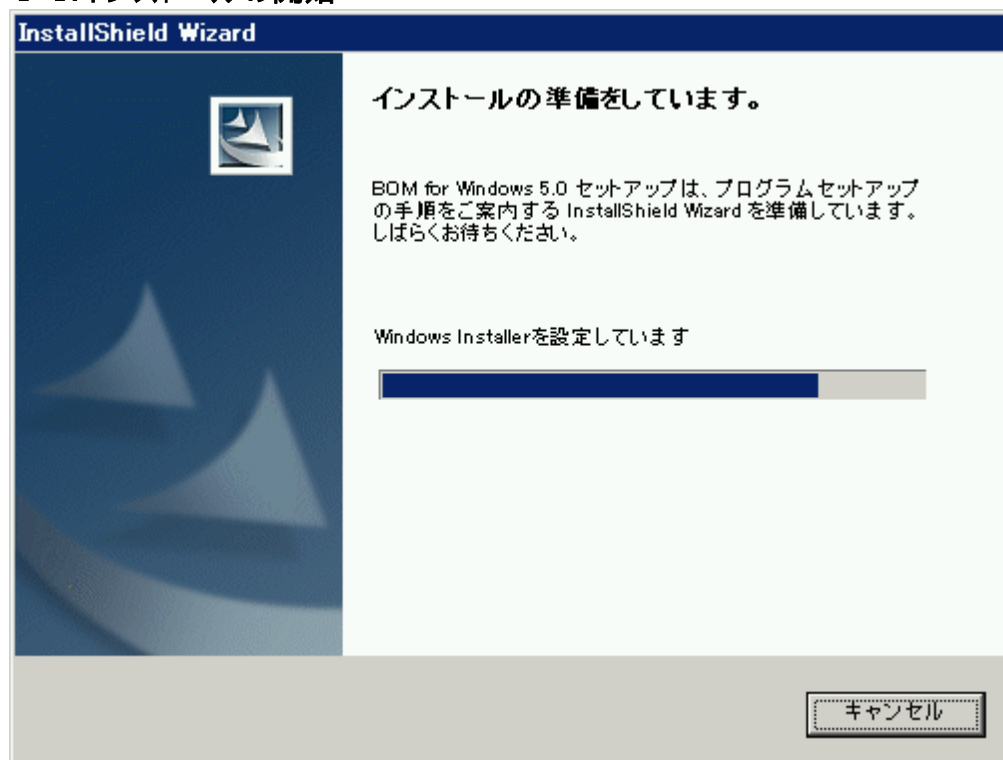 InstallShield Wizard
インストールの準備をしています。
BOM for Windows 5.0 セットアップは、プログラムセットアップ
の手順をご案内する InstallShield Wizard を準備しています。
しばらくお待ちください。
Windows Installerを設定しています
キャンセル